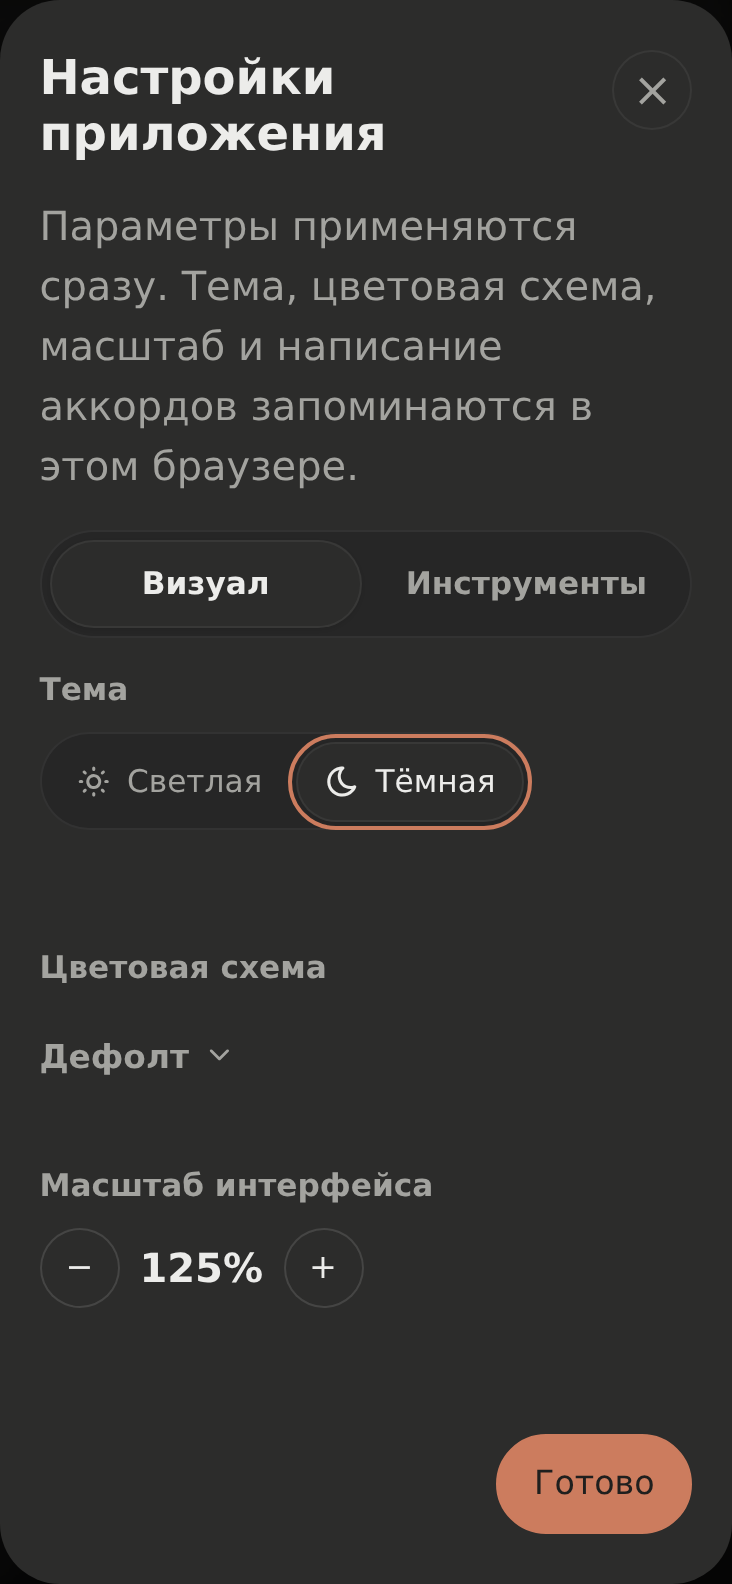 Настройки
приложения
Параметры применяются
сразу. Тема, цветовая схема,
масштаб и написание
аккордов запоминаются в
этом браузере.
Визуал Инструменты
Тема
Светлая Тёмная
Цветовая схема
Дефолт
Масштаб интерфейса
− 125% +
Готово